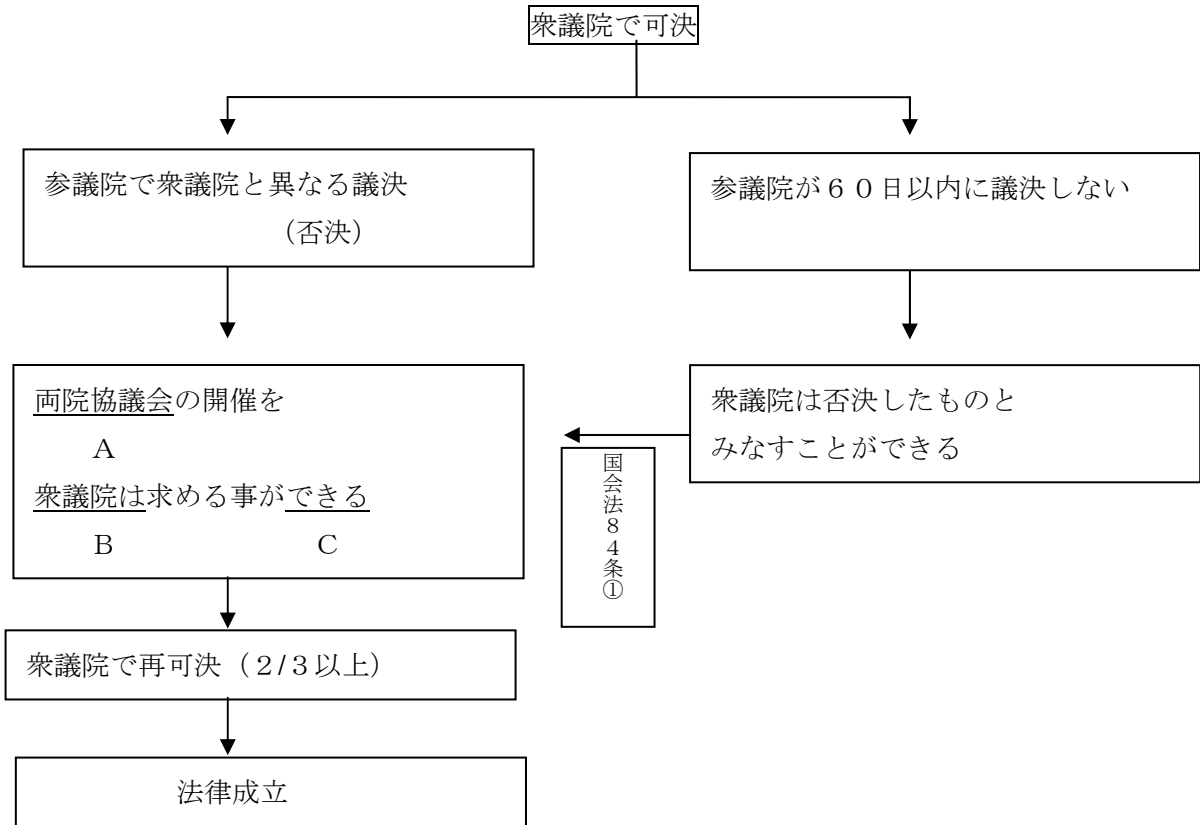 衆議院で可決
参議院で衆議院と異なる議決
(否決)
参議院が60日以内に議決しない
両院協議会の開催を
A
衆議院は求める事ができる
B C
国会法84条①
衆議院は否決したものと
みなすことができる
衆議院で再可決(2/3以上)
法律成立